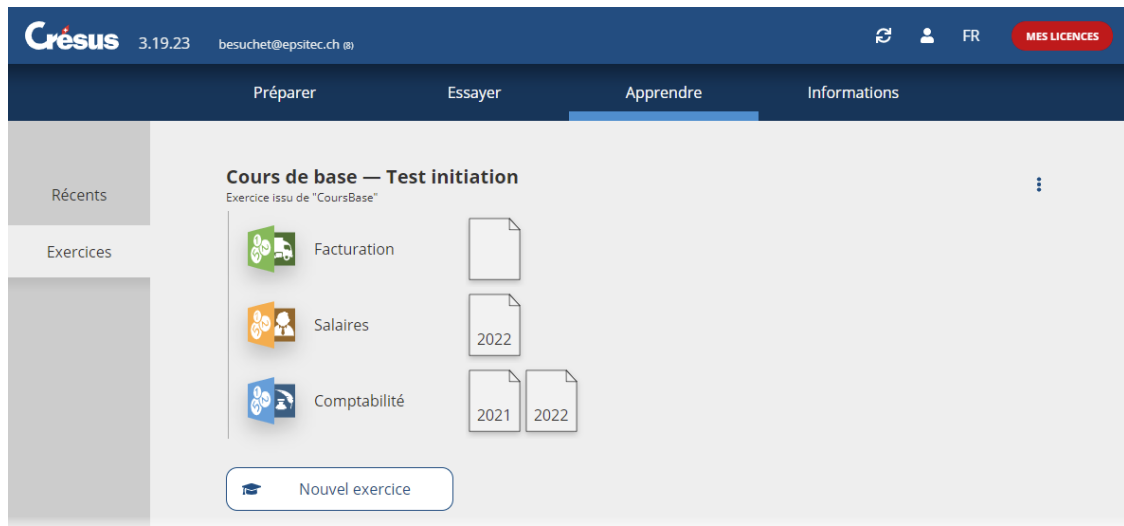 Crésus 3.19.23 besuchet@epsitec.ch (8) FR MES LICENCES
Préparer Essayer Apprendre Informations
Récents
Exercices
Cours de base — Test initiation
Exercice issu de "CoursBase"
Facturation
Salaires 2022
Comptabilité 2021 2022
Nouvel exercice